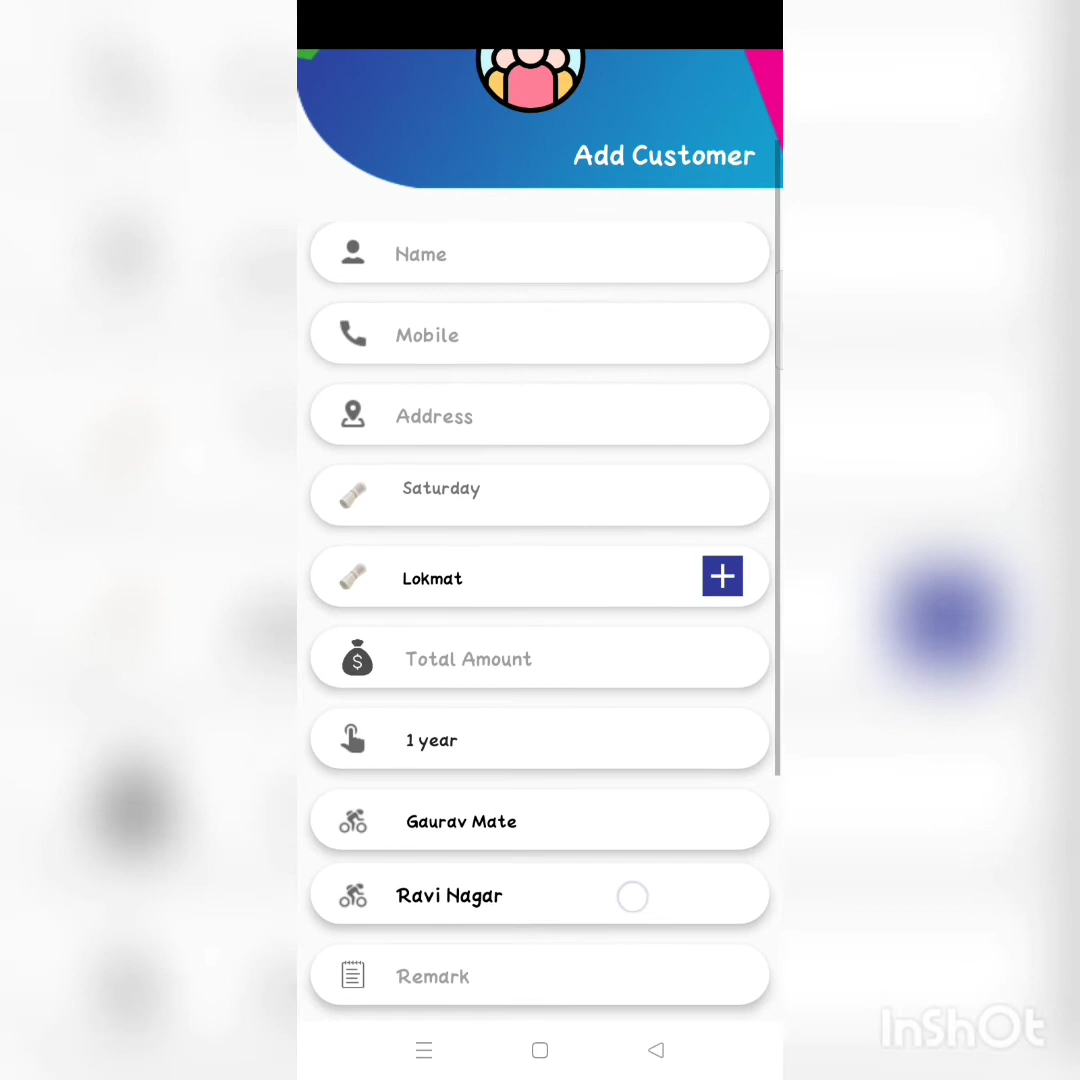 Add Customer
Name
Mobile
Address
Saturday
Lokmat
Total Amount
1 year
Gaurav Mate
Ravi Nagar
Remark
InShOt